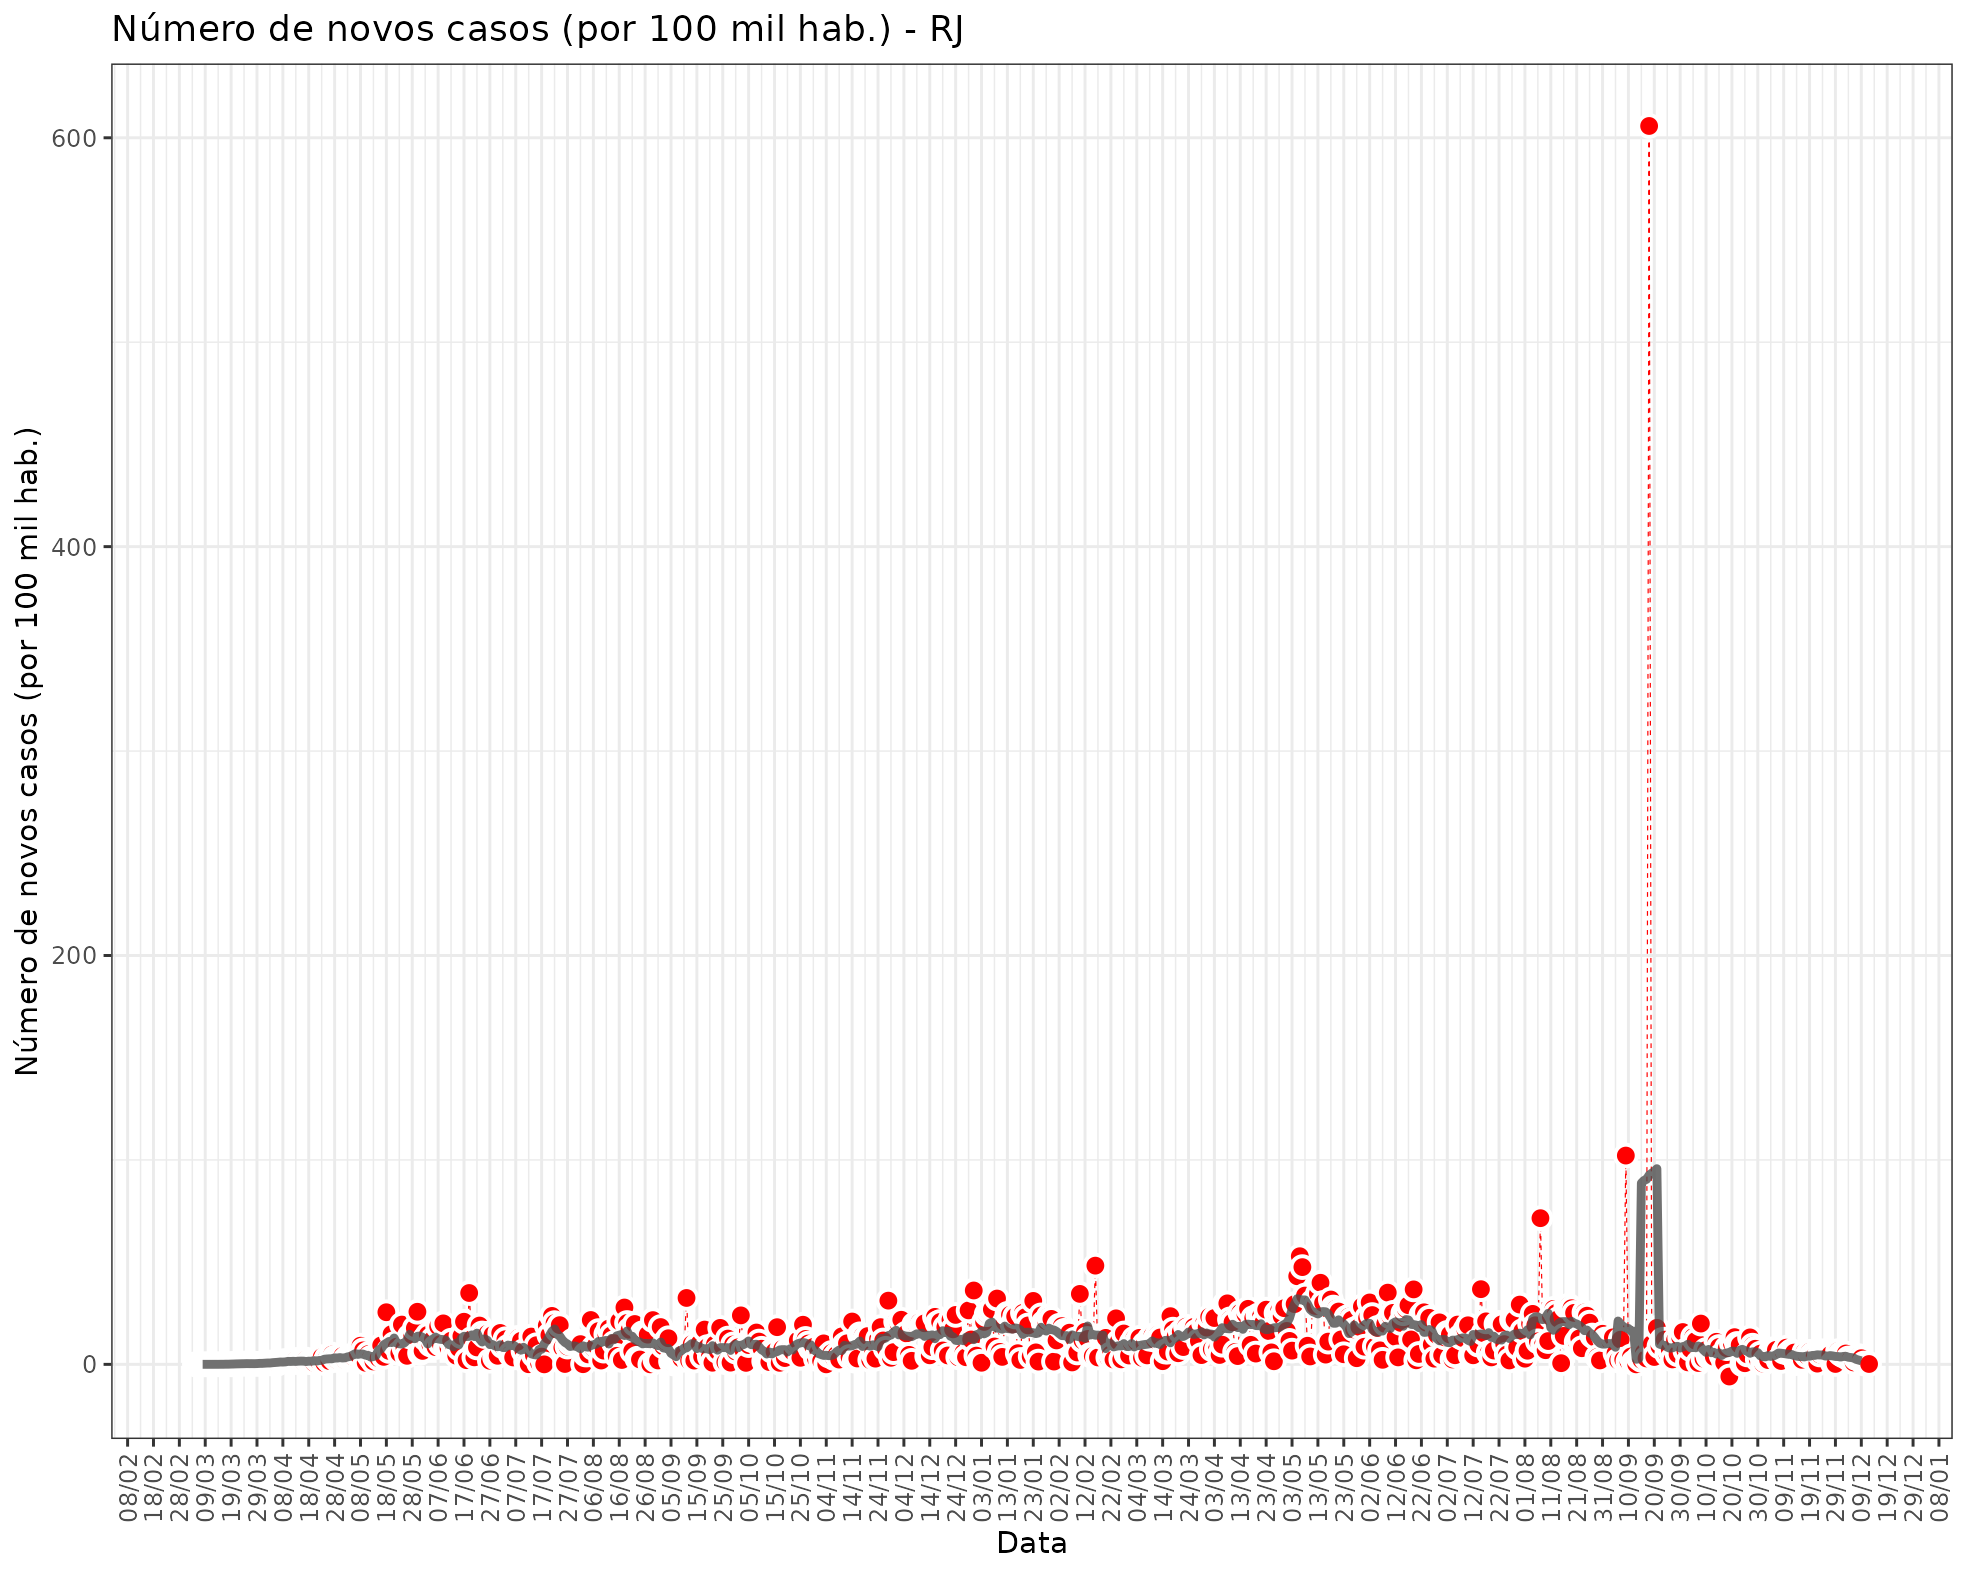 Número de novos casos (por 100 mil hab.) - RJ
Número de novos casos (por 100 mil hab.)
600
400
200
0
08/02 18/02 28/02 09/03 19/03 29/03 08/04 18/04 28/04 08/05 18/05 28/05 07/06 17/06 27/06 07/07 17/07 27/07 06/08 16/08 26/08 05/09 15/09 25/09 05/10 15/10 25/10 04/11 14/11 24/11 04/12 14/12 24/12 03/01 13/01 23/01 02/02 12/02 22/02 04/03 14/03 24/03 03/04 13/04 23/04 03/05 13/05 23/05 02/06 12/06 22/06 02/07 12/07 22/07 01/08 11/08 21/08 31/08 10/09 20/09 30/09 10/10 20/10 30/10 09/11 19/11 29/11 09/12 19/12 29/12 08/01
Data